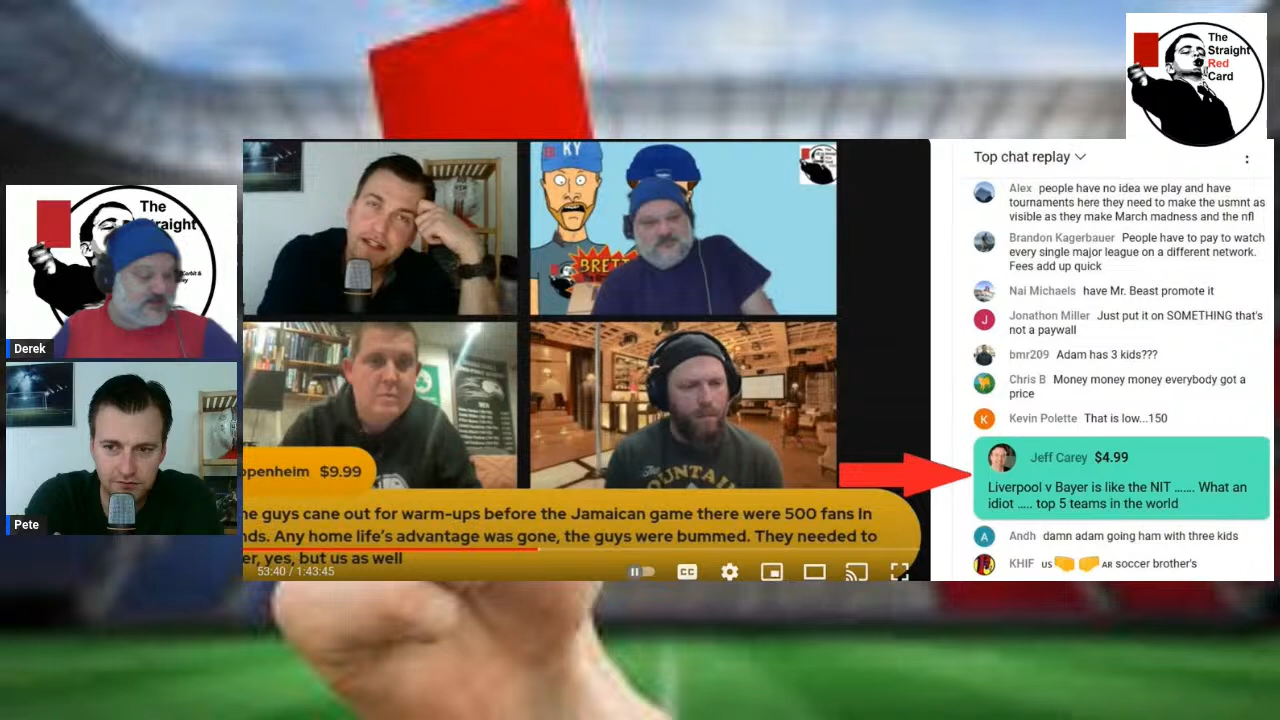 The
Straight
Red
Card
Top chat replay
Alex people have no idea we play and have
tournaments here they need to make the usmnt as
visible as they make March madness and the nfl
Brandon Kagerbauer People have to pay to watch
every single major league on a different network.
Fees add up quick
Nai Michaels have Mr. Beast promote it
J Jonathon Miller Just put it on SOMETHING that's
not a paywall
bmr209 Adam has 3 kids???
Chris B Money money money everybody got a
price
K Kevin Polette That is low...150
Jeff Carey $4.99
Liverpool v Bayer is like the NIT ....... What an
idiot ..... top 5 teams in the world
A Andh damn adam going ham with three kids
KHIF US AR soccer brother's
KY
BRETT
The
OUNTA
ppenheim $9.99
he guys cane out for warm-ups before the Jamaican game there were 500 fans In
nds. Any home life's advantage was gone, the guys were bummed. They needed to
er, yes, but us as well
53:40 / 1:43:45
CC
The
Straight
Derek
Pete